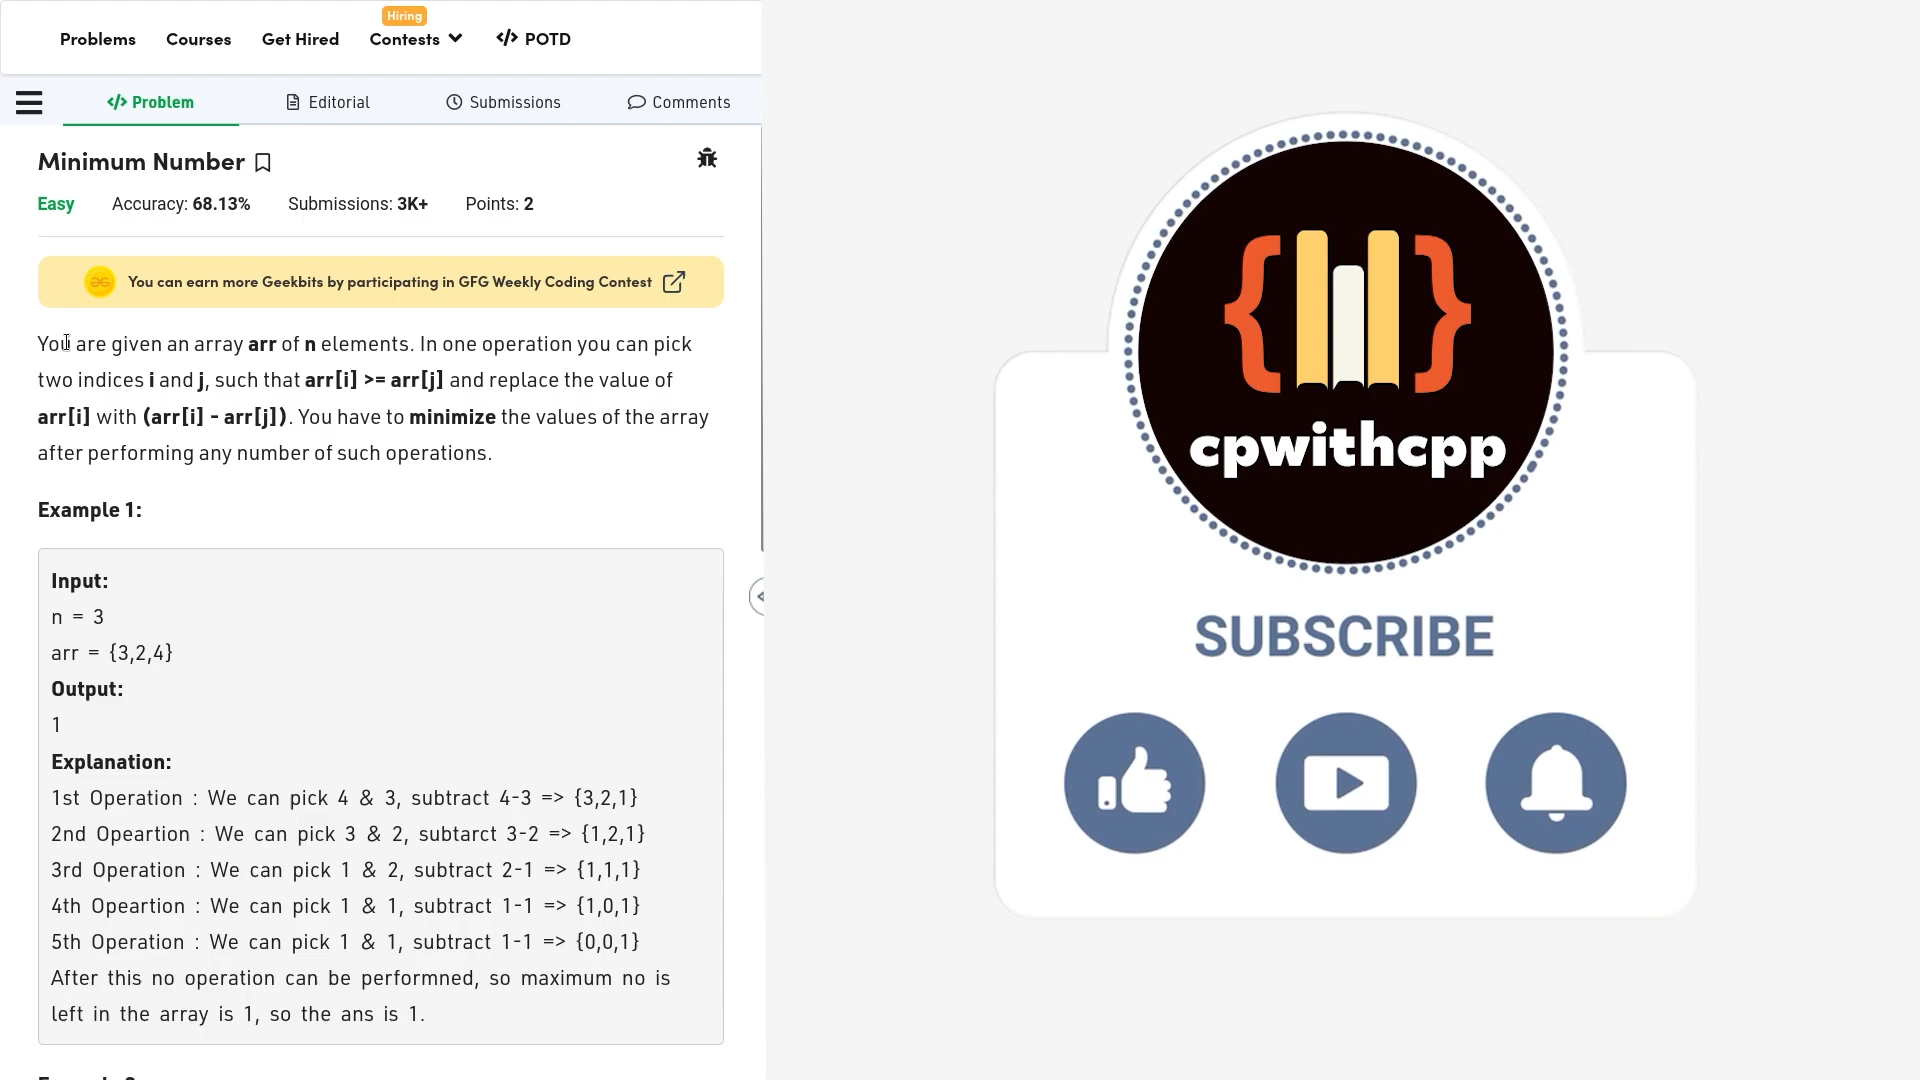 Hiring
Problems Courses Get Hired Contests </> POTD
</> Problem Editorial Submissions Comments
Minimum Number
Easy Accuracy: 68.13% Submissions: 3K+ Points: 2
You can earn more Geekbits by participating in GFG Weekly Coding Contest
You are given an array arr of n elements. In one operation you can pick
two indices i and j, such that arr[i] >= arr[j] and replace the value of
arr[i] with (arr[i] - arr[j]). You have to minimize the values of the array
after performing any number of such operations.
Example 1:
Input:
n = 3
arr = {3,2,4}
Output:
1
Explanation:
1st Operation : We can pick 4 & 3, subtract 4-3 => {3,2,1}
2nd Opeartion : We can pick 3 & 2, subtarct 3-2 => {1,2,1}
3rd Operation : We can pick 1 & 2, subtract 2-1 => {1,1,1}
4th Opeartion : We can pick 1 & 1, subtract 1-1 => {1,0,1}
5th Operation : We can pick 1 & 1, subtract 1-1 => {0,0,1}
After this no operation can be performned, so maximum no is
left in the array is 1, so the ans is 1.
cpwithcpp
SUBSCRIBE